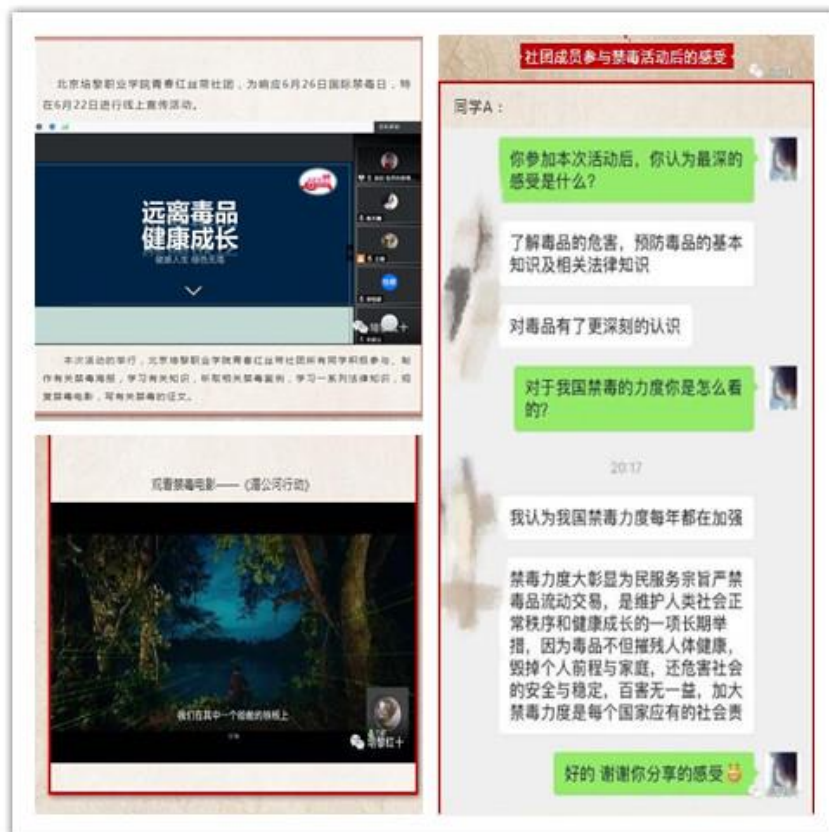 北京培黎职业学院青春红丝带社团，为响应6月26日国际禁毒日，特
在6月22日进行线上宣传活动。
远离毒品
健康成长
健康人生 绿色无毒
本次活动的举行，北京培黎职业学院青春红丝带社团所有同学积极参与，制
作有关禁毒海报，学习有关知识，听取相关禁毒案例，学习一系列法律知识，观
赏禁毒电影，写有关禁毒的征文。
观看禁毒电影——《湄公河行动》
我们在其中一个船舱的铁板上
培黎红十
社团成员参与禁毒活动后的感受
同学A：
你参加本次活动后，你认为最深的
感受是什么？
了解毒品的危害，预防毒品的基本
知识及相关法律知识
对毒品有了更深刻的认识
对于我国禁毒的力度你是怎么看
的？
20:17
我认为我国禁毒力度每年都在加强
禁毒力度大彰显为民服务宗旨严禁
毒品流动交易，是维护人类社会正
常秩序和健康成长的一项长期举
措，因为毒品不但摧残人体健康，
毁掉个人前程与家庭，还危害社会
的安全与稳定，百害无一益，加大
禁毒力度是每个国家应有的社会责
好的 谢谢你分享的感受